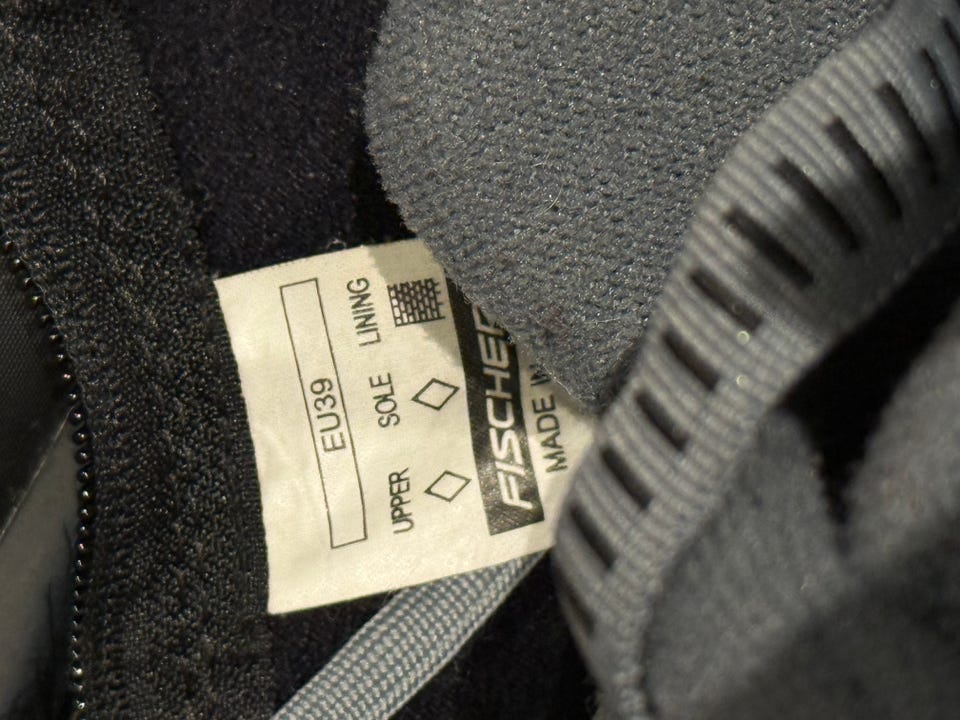 EU39
UPPER SOLE LINING
FISCHER
MADE IN